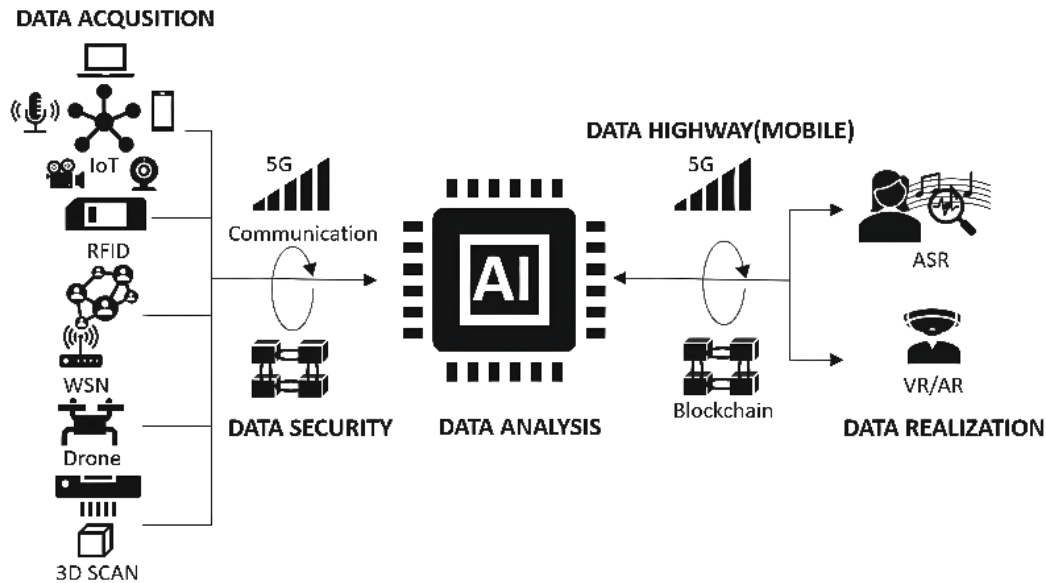 DATA ACQUSITION
IoT
RFID
WSN
Drone
3D SCAN
5G
Communication
DATA SECURITY
AI
DATA ANALYSIS
DATA HIGHWAY(MOBILE)
5G
Blockchain
ASR
VR/AR
DATA REALIZATION